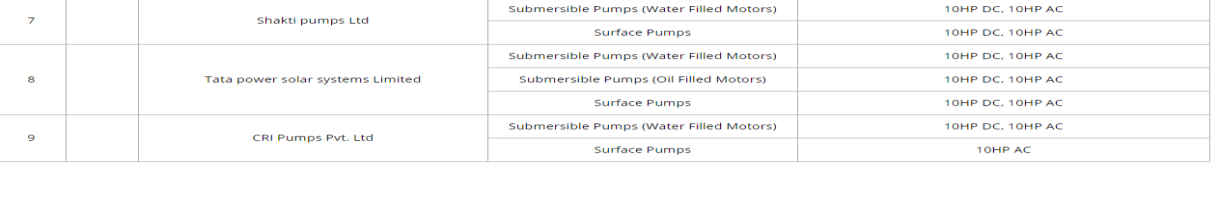 7 Shakti pumps Ltd Submersible Pumps (Water Filled Motors) 10HP DC, 10HP AC
Surface Pumps 10HP DC, 10HP AC
8 Tata power solar systems Limited Submersible Pumps (Water Filled Motors) 10HP DC, 10HP AC
Submersible Pumps (Oil Filled Motors) 10HP DC, 10HP AC
Surface Pumps 10HP DC, 10HP AC
9 CRI Pumps Pvt. Ltd Submersible Pumps (Water Filled Motors) 10HP DC, 10HP AC
Surface Pumps 10HP AC